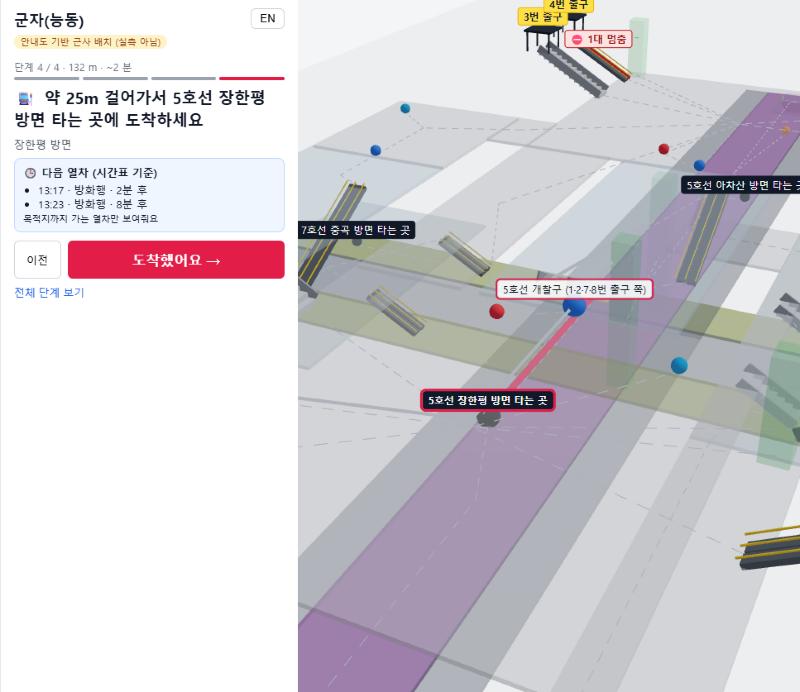 군자(능동)
EN
안내도 기반 근사 배치 (실측 아님)
단계 4 / 4 · 132 m · ~2 분
약 25m 걸어가서 5호선 장한평
방면 타는 곳에 도착하세요
장한평 방면
다음 열차 (시간표 기준)
• 13:17 · 방화행 · 2분 후
• 13:23 · 방화행 · 8분 후
목적지까지 가는 열차만 보여줘요
이전
도착했어요 →
전체 단계 보기
4번 출구
3번 출구
1대 멈춤
5호선 아차산 방면 타는 곳
7호선 중곡 방면 타는 곳
5호선 개찰구 (1·2·7·8번 출구 쪽)
5호선 장한평 방면 타는 곳